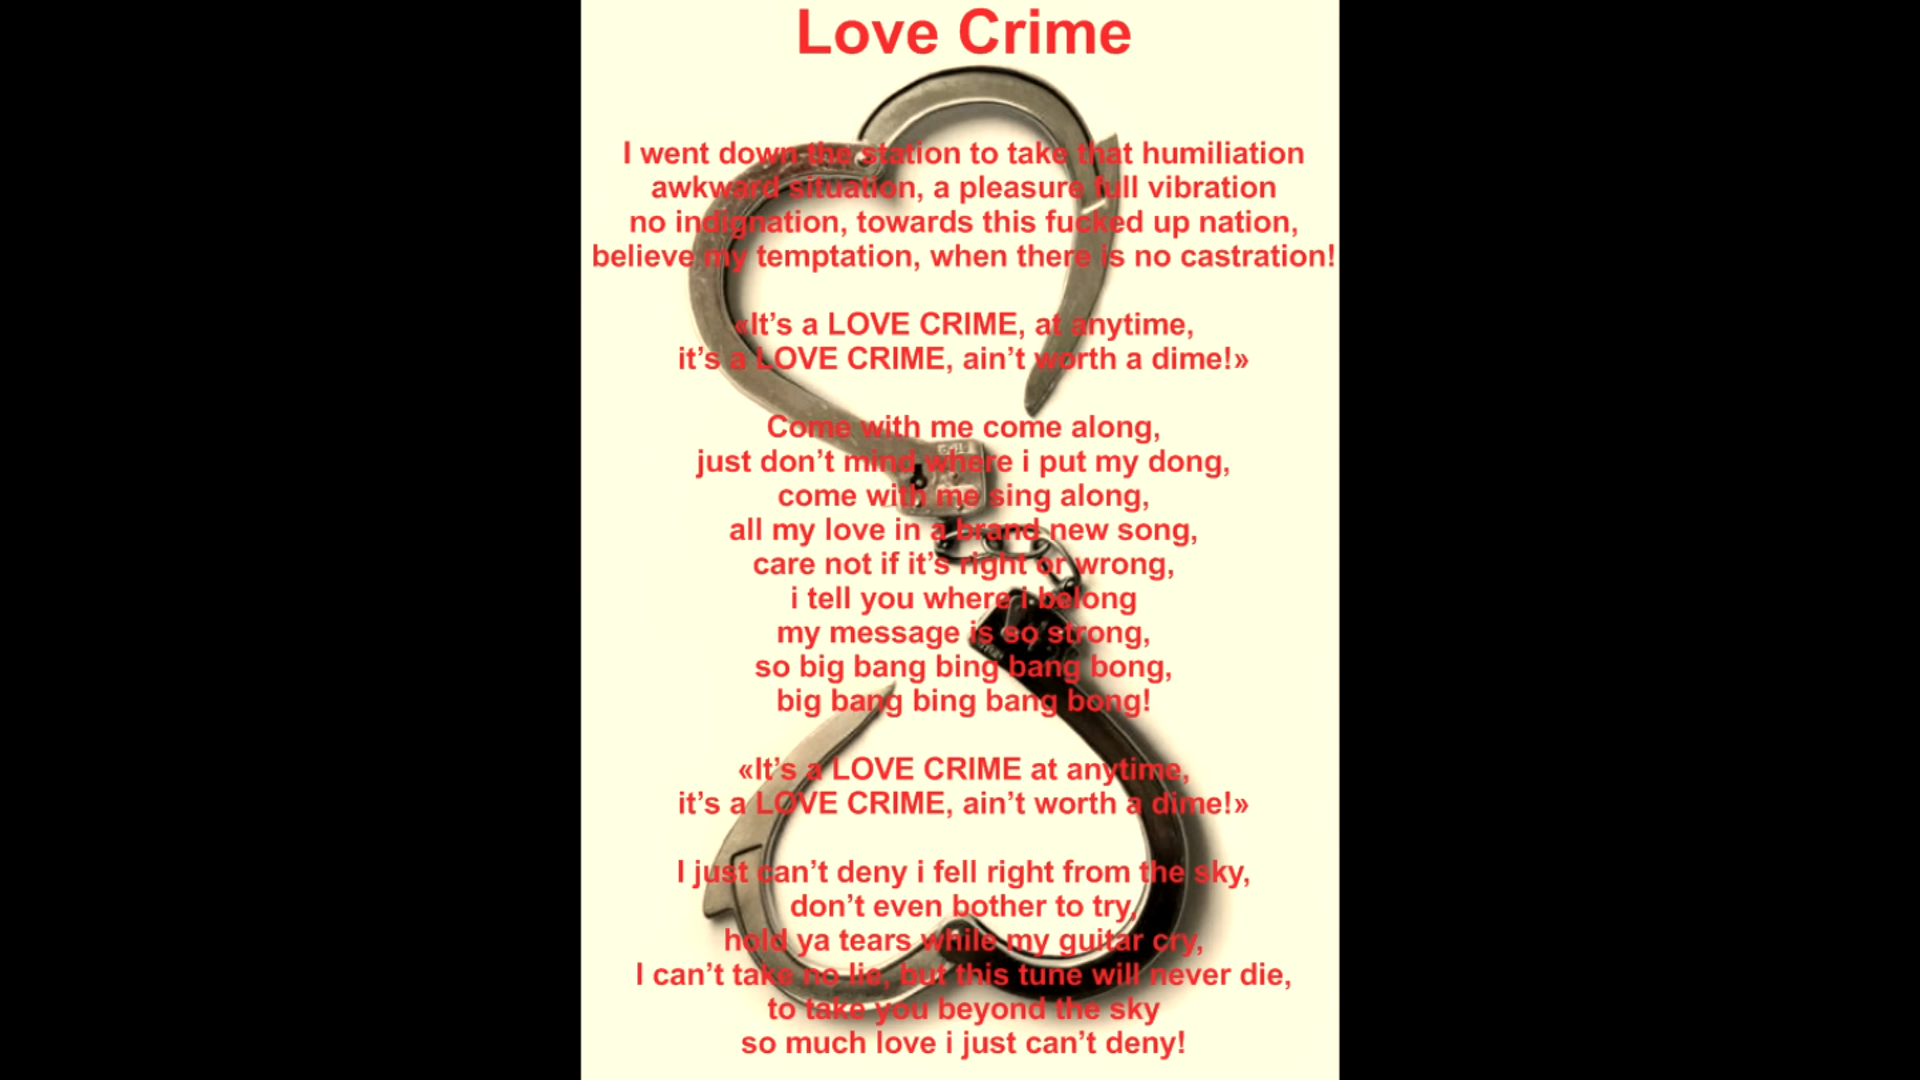 Love Crime
I went down the station to take that humiliation
awkward situation, a pleasure full vibration
no indignation, towards this fucked up nation,
believe my temptation, when there is no castration!
«It’s a LOVE CRIME, at anytime,
it’s a LOVE CRIME, ain’t worth a dime!»
Come with me come along,
just don’t mind where i put my dong,
come with me sing along,
all my love in a brand new song,
care not if it’s right or wrong,
i tell you where i belong
my message is so strong,
so big bang bing bang bong,
big bang bing bang bong!
«It’s a LOVE CRIME at anytime,
it’s a LOVE CRIME, ain’t worth a dime!»
I just can’t deny i fell right from the sky,
don’t even bother to try,
hold ya tears while my guitar cry,
I can’t take no lie, but this tune will never die,
to take you beyond the sky
so much love i just can’t deny!